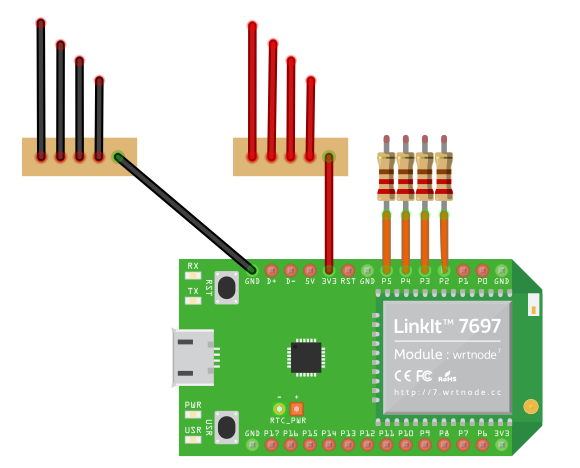 RX
TX
RST
GND D+ D- 5V 3V3 RST GND P5 P4 P3 P2 P1 P0 GND
LinkIt™ 7697
Module : wrtnode'
CE FC RoHS
http://7.wrtnode.cc
- +
RTC_PWR
PWR
USR
USR
GND P17 P16 P15 P14 P13 P12 P11 P10 P9 P8 P7 P6 3V3